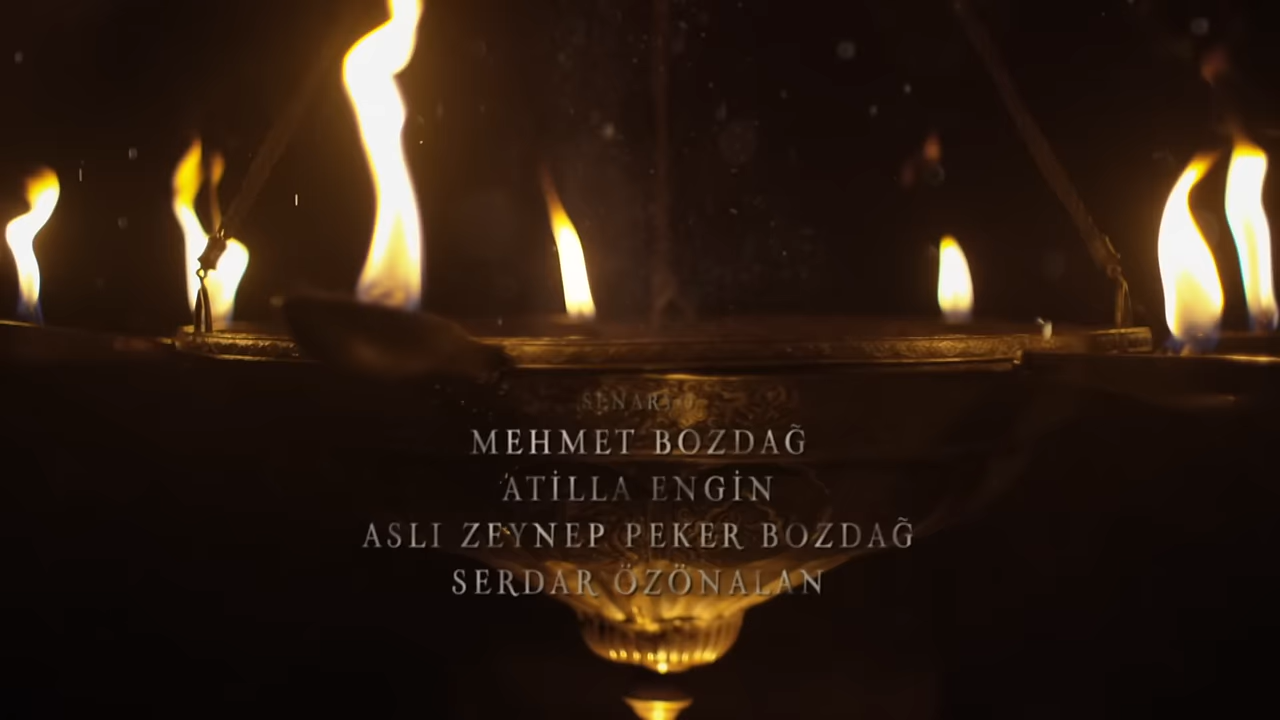 SENARYO
MEHMET BOZDAĞ
ATİLLA ENGİN
ASLI ZEYNEP PEKER BOZDAĞ
SERDAR ÖZÖNALAN